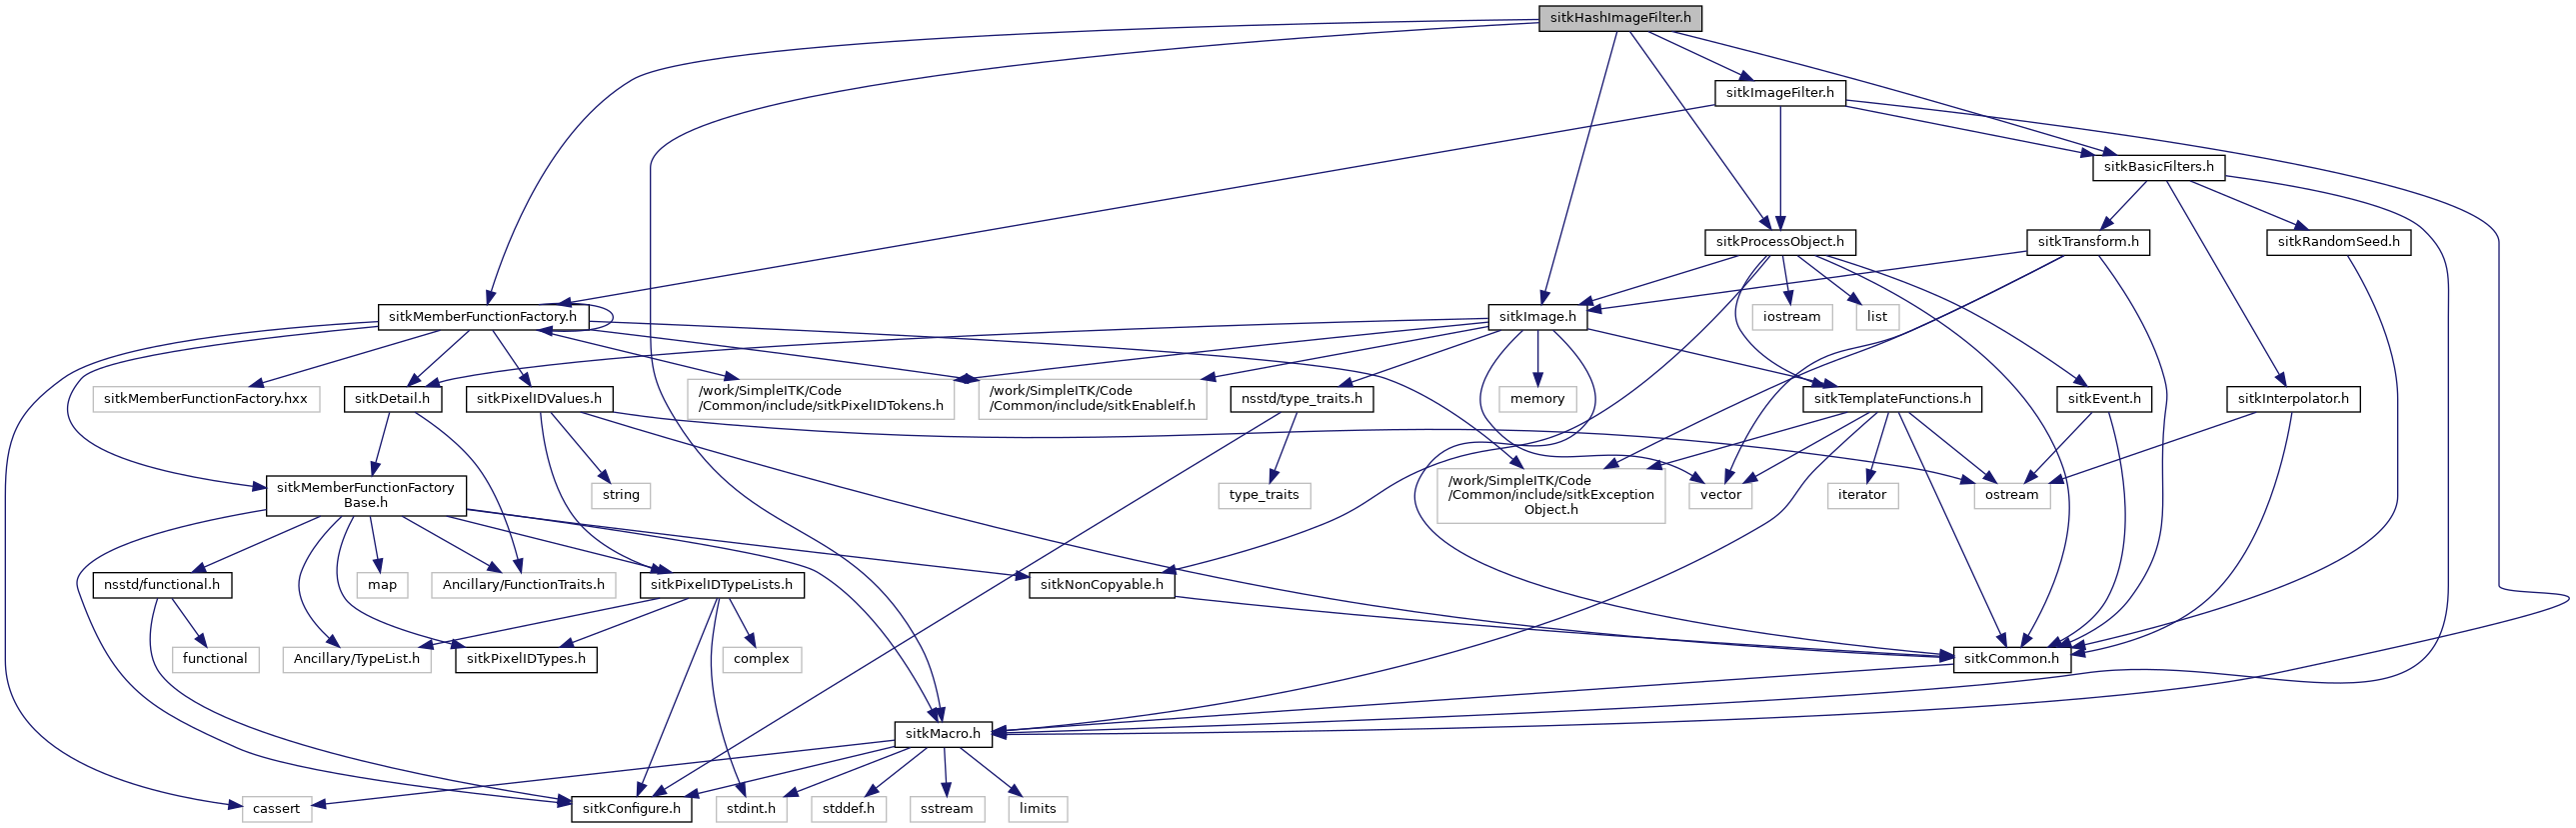 sitkHashImageFilter.h
sitkImageFilter.h
sitkBasicFilters.h
sitkProcessObject.h
sitkTransform.h
sitkRandomSeed.h
sitkMemberFunctionFactory.h
sitkImage.h
iostream
list
sitkMemberFunctionFactory.hxx
sitkDetail.h
sitkPixelIDValues.h
/work/SimpleITK/Code
/Common/include/sitkPixelIDTokens.h
/work/SimpleITK/Code
/Common/include/sitkEnableIf.h
nsstd/type_traits.h
memory
sitkTemplateFunctions.h
sitkEvent.h
sitkInterpolator.h
sitkMemberFunctionFactory
Base.h
string
type_traits
/work/SimpleITK/Code
/Common/include/sitkException
Object.h
vector
iterator
ostream
nsstd/functional.h
map
Ancillary/FunctionTraits.h
sitkPixelIDTypeLists.h
sitkNonCopyable.h
functional
Ancillary/TypeList.h
sitkPixelIDTypes.h
complex
sitkCommon.h
sitkMacro.h
cassert
sitkConfigure.h
stdint.h
stddef.h
sstream
limits